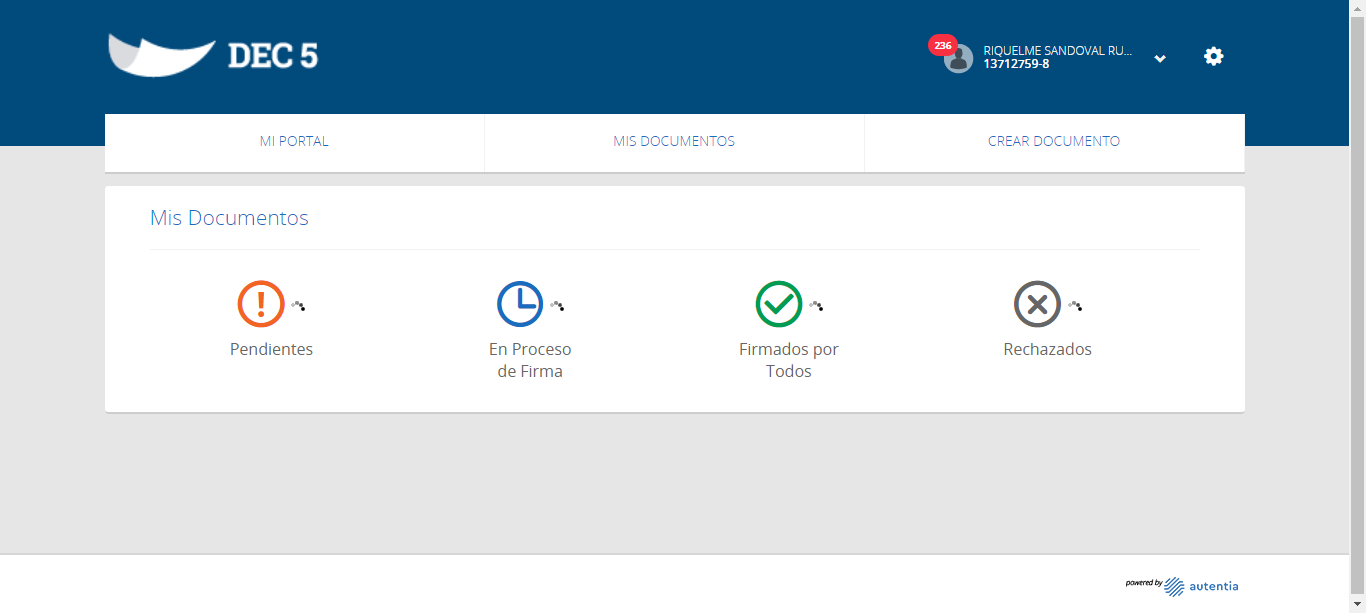 DEC 5
236
RIQUELME SANDOVAL RU...
13712759-8
MI PORTAL
MIS DOCUMENTOS
CREAR DOCUMENTO
Mis Documentos
Pendientes
En Proceso
de Firma
Firmados por
Todos
Rechazados
powered by
autentia